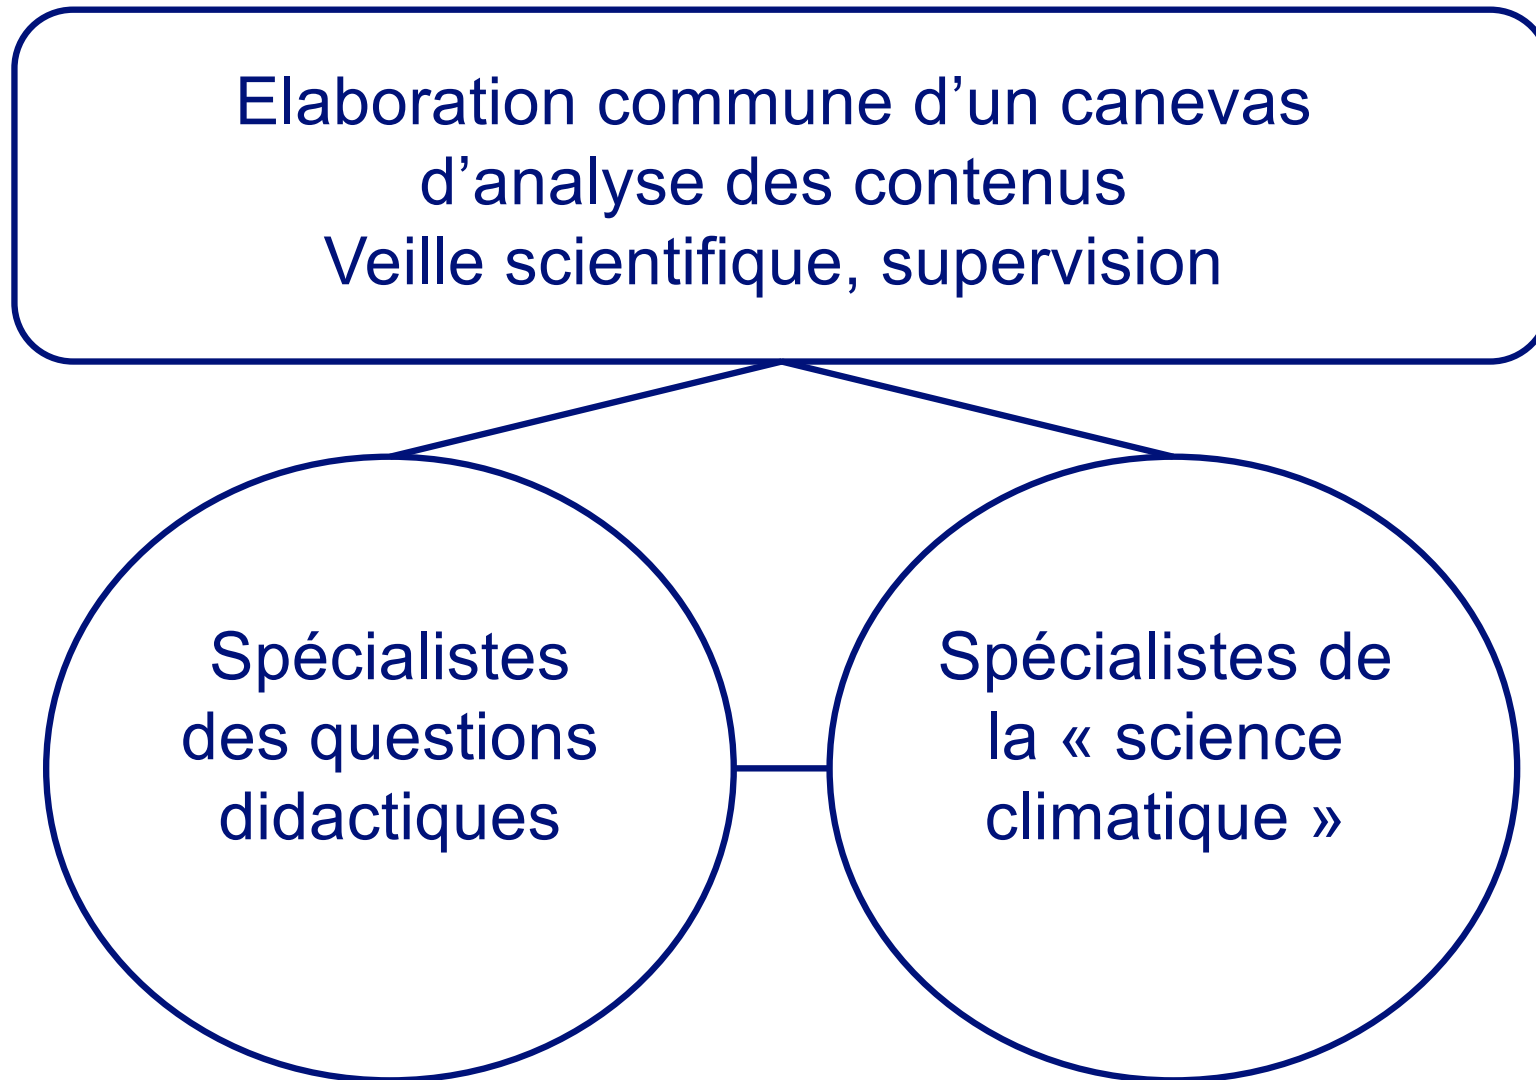 Elaboration commune d’un canevas
d’analyse des contenus
Veille scientifique, supervision
Spécialistes
des questions
didactiques
Spécialistes de
la « science
climatique »